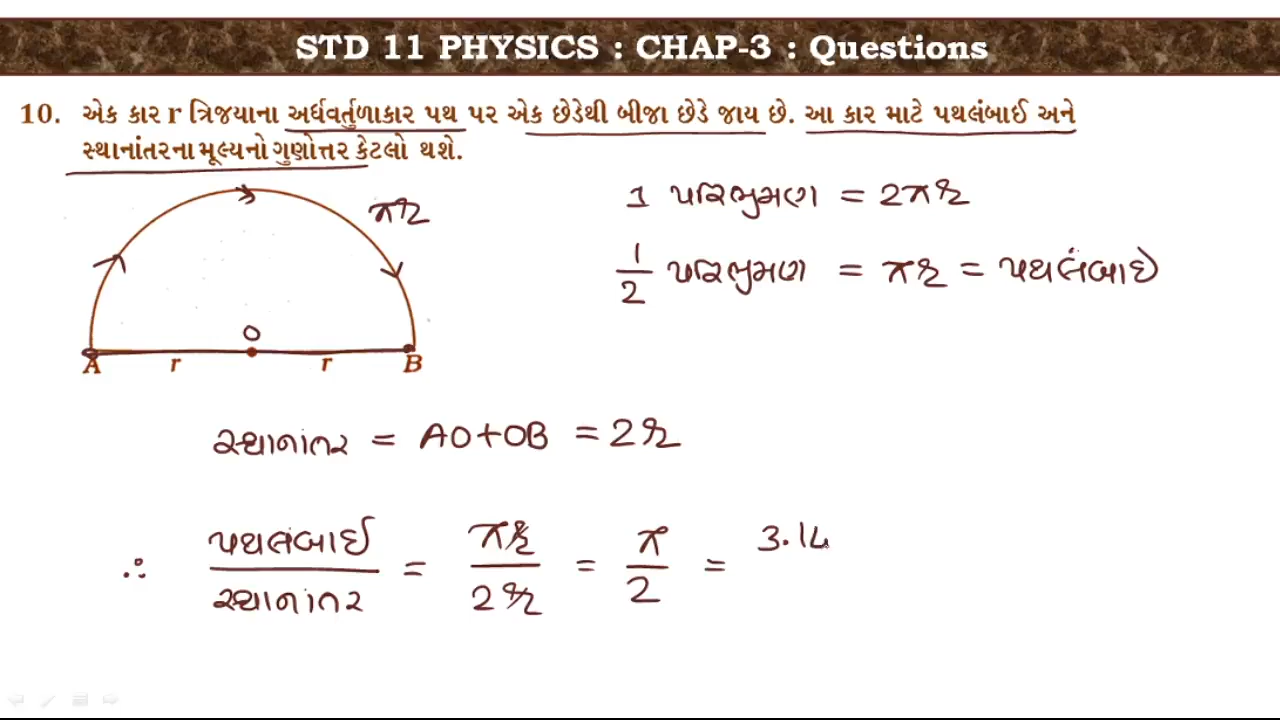 STD 11 PHYSICS : CHAP-3 : Questions
10. એક કાર r ત્રિજ્યાના અર્ધવર્તુળાકાર પથ પર એક છેડેથી બીજા છેડે જાય છે. આ કાર માટે પથલંબાઈ અને
સ્થાનાંતરના મૂલ્યનો ગુણોત્તર કેટલો થશે.
πr
1 પરિભ્રમણ = 2πr
1/2 પરિભ્રમણ = πr = પથલંબાઈ
O
A r r B
સ્થાનાંતર = AO+OB = 2r
∴ પથલંબાઈ/સ્થાનાંતર = πr/2r = π/2 = 3.14